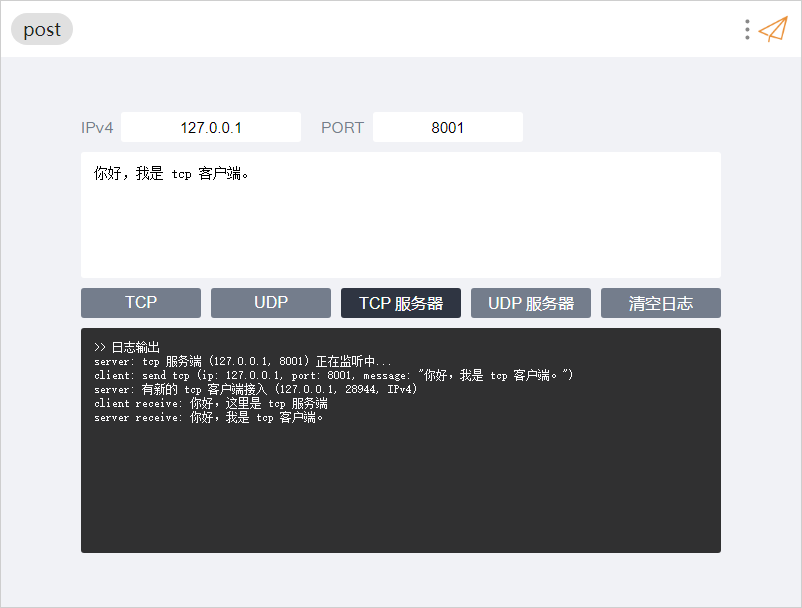 post
IPv4 127.0.0.1 PORT 8001
你好，我是 tcp 客户端。
TCP UDP TCP 服务器 UDP 服务器 清空日志
>> 日志输出
server: tcp 服务端 (127.0.0.1, 8001) 正在监听中...
client: send tcp (ip: 127.0.0.1, port: 8001, message: "你好，我是 tcp 客户端。")
server: 有新的 tcp 客户端接入 (127.0.0.1, 28944, IPv4)
client receive: 你好，这里是 tcp 服务端
server receive: 你好，我是 tcp 客户端。